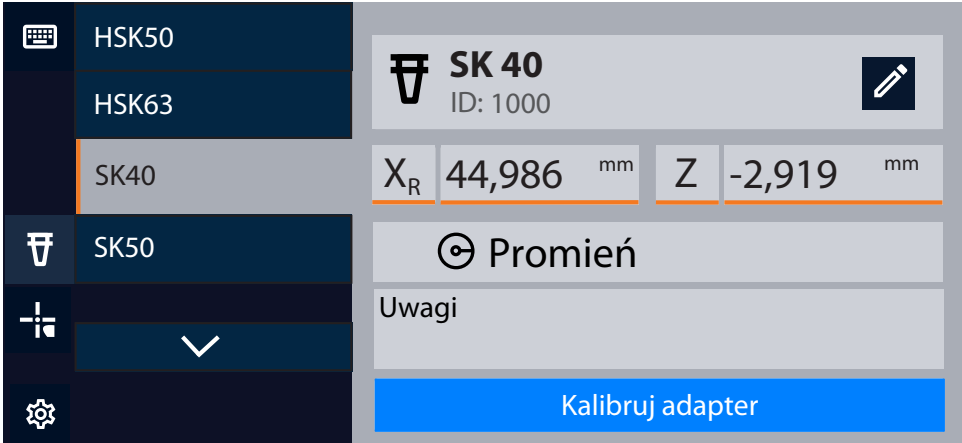 HSK50
HSK63
SK40
SK50
SK 40
ID: 1000
XR 44,986 mm Z -2,919 mm
Promień
Uwagi
Kalibruj adapter